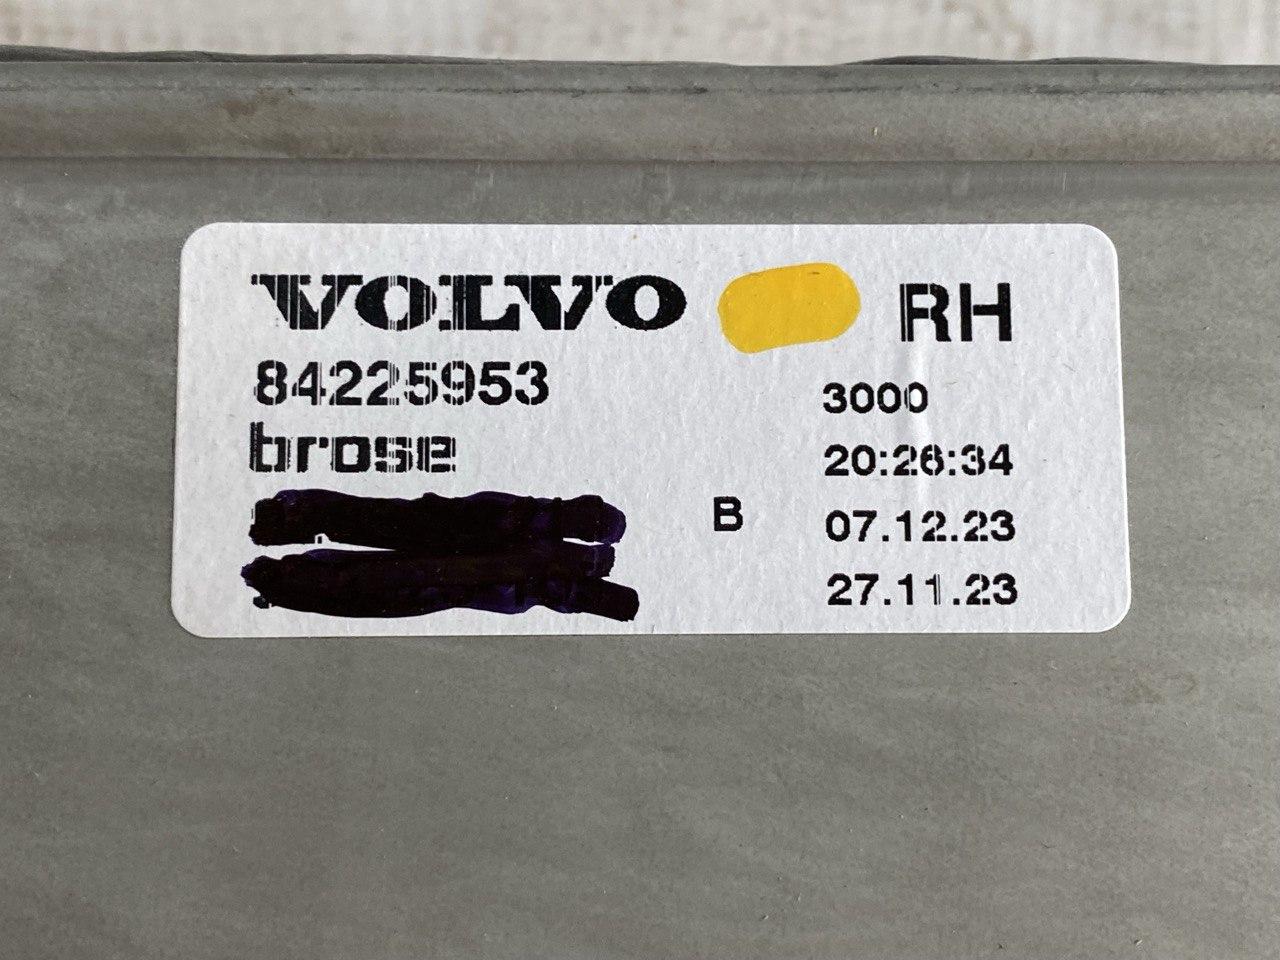 VOLVO RH
84225953
3000
brose
20:26:34
B
07.12.23
27.11.23